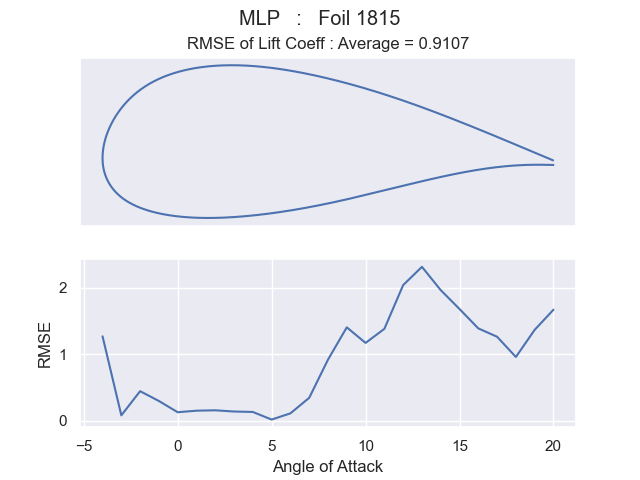 MLP : Foil 1815
RMSE of Lift Coeff : Average = 0.9107
2
1
0
RMSE
−5 0 5 10 15 20
Angle of Attack